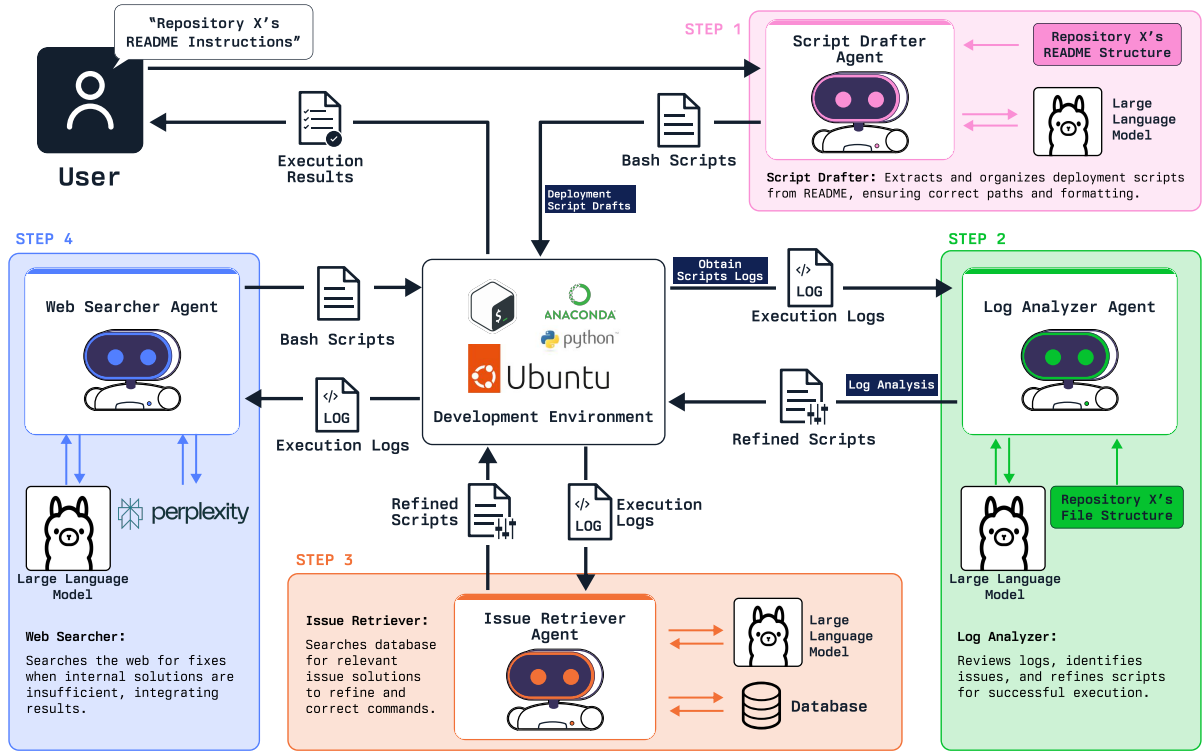 “Repository X’s
README Instructions”
User
Execution
Results
STEP 1
Script Drafter
Agent
Repository X’s
README Structure
Large
Language
Model
Script Drafter: Extracts and organizes deployment scripts
from README, ensuring correct paths and formatting.
Bash Scripts
Deployment
Script Drafts
STEP 4
Web Searcher Agent
perplexity
Large Language
Model
Web Searcher:
Searches the web for fixes
when internal solutions are
insufficient, integrating
results.
Bash Scripts
</>
LOG
Execution Logs
$_
ANACONDA
python™
Ubuntu
Development Environment
Obtain
Scripts Logs
</>
LOG
Execution Logs
Log Analysis
Refined Scripts
STEP 2
Log Analyzer Agent
Repository X’s
File Structure
Large Language
Model
Log Analyzer:
Reviews logs, identifies
issues, and refines scripts
for successful execution.
Refined
Scripts
</>
LOG
Execution
Logs
STEP 3
Issue Retriever:
Searches database
for relevant
issue solutions
to refine and
correct commands.
Issue Retriever
Agent
Large
Language
Model
Database